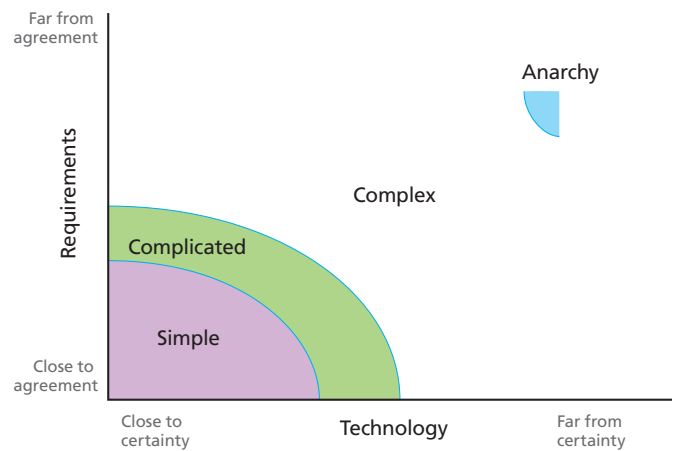 Far from
agreement
Anarchy
Requirements
Complex
Complicated
Simple
Close to
agreement
Close to
certainty
Technology
Far from
certainty